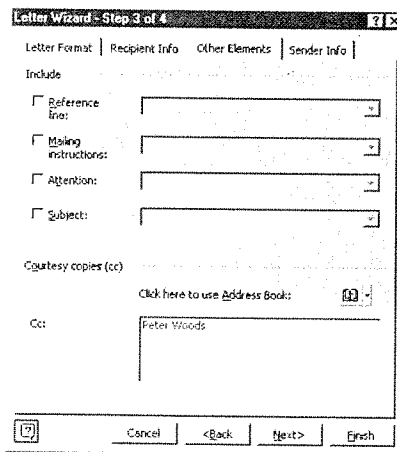 Letter Wizard - Step 3 of 4
Letter Format Recipient Info Other Elements Sender Info
Include
Reference
line:
Mailing
instructions:
Attention:
Subject:
Courtesy copies (cc)
Click here to use Address Book:
Cc: Peter Woods
Cancel <Back Next> Finish